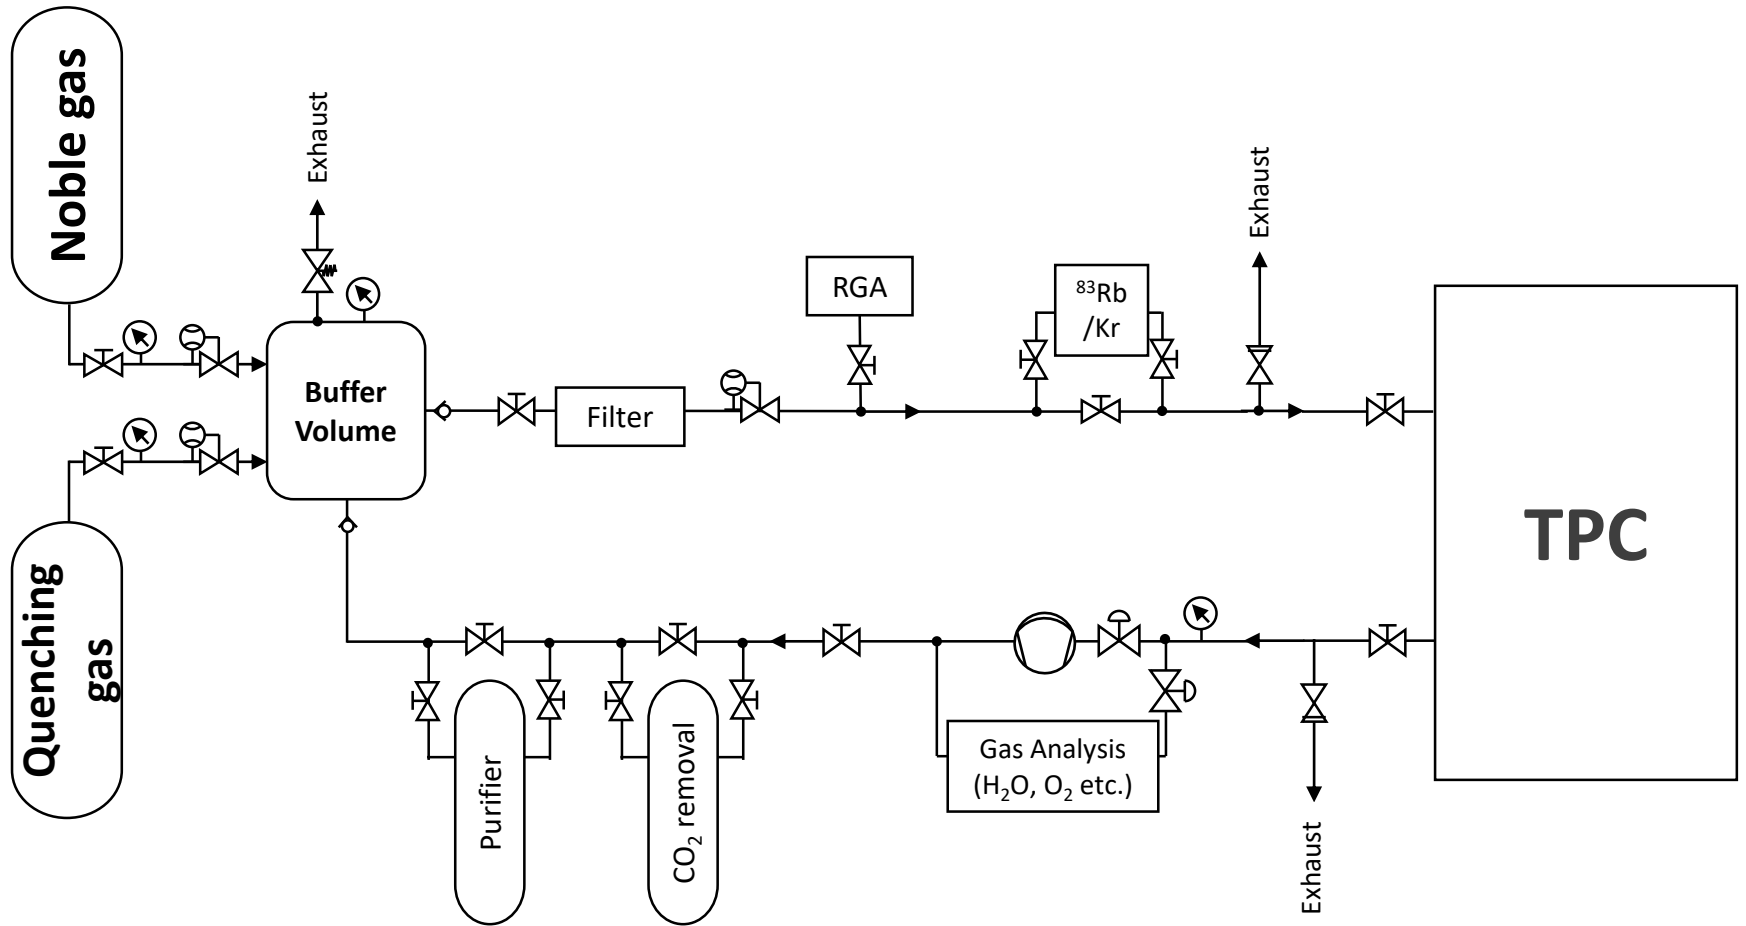 Noble gas
Exhaust
Exhaust
RGA
⁸³Rb
/Kr
Buffer
Volume
Filter
TPC
Quenching
gas
Purifier
CO₂ removal
Gas Analysis
(H₂O, O₂ etc.)
Exhaust